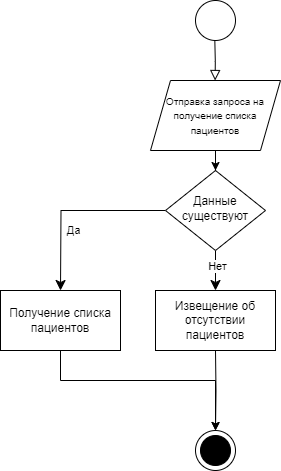 Отправка запроса на
получение списка
пациентов
Данные
существуют
Да
Нет
Получение списка
пациентов
Извещение об
отсутствии
пациентов